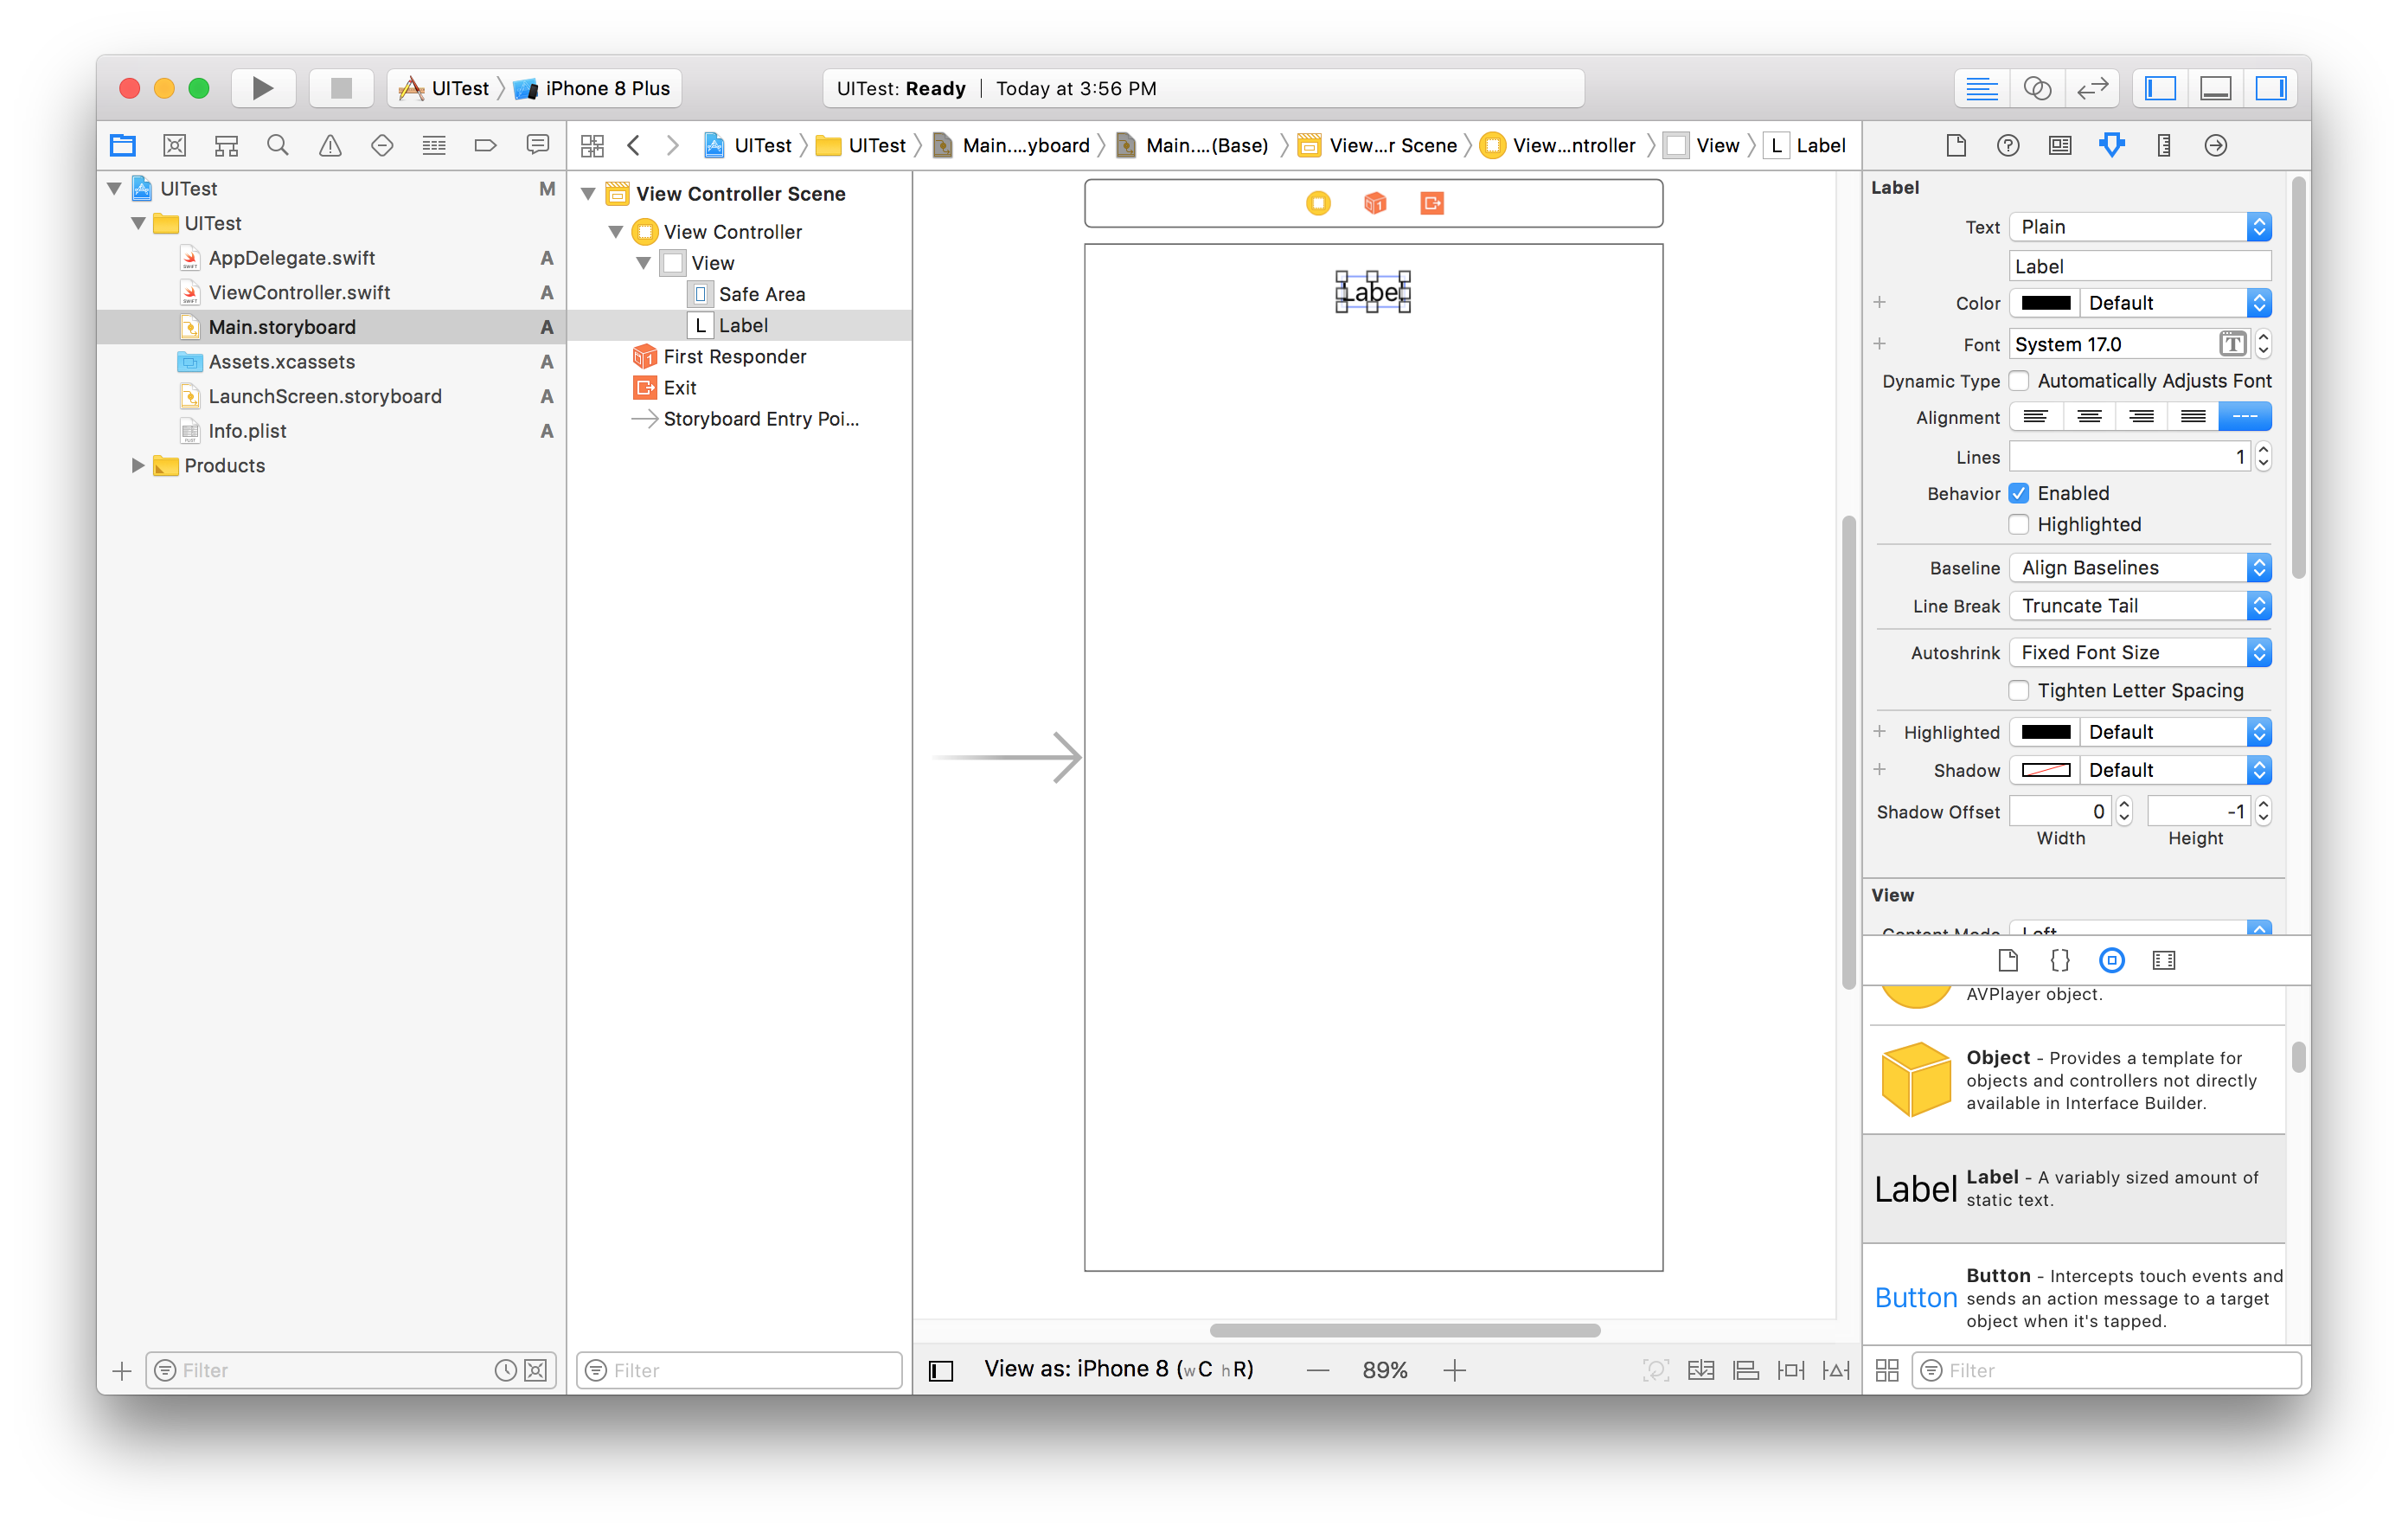 UITest
iPhone 8 Plus
UITest: Ready | Today at 3:56 PM
UITest
UITest
Main....yboard
Main....(Base)
View...r Scene
View...ntroller
View
L Label
UITest M
UITest
AppDelegate.swift A
ViewController.swift A
Main.storyboard A
Assets.xcassets A
LaunchScreen.storyboard A
Info.plist A
Products
Filter
View Controller Scene
View Controller
View
Safe Area
L Label
First Responder
Exit
Storyboard Entry Poi...
Filter
Label
View as: iPhone 8 (wC hR)
89%
Label
Text Plain
Label
Color Default
Font System 17.0 T
Dynamic Type Automatically Adjusts Font
Alignment ---
Lines 1
Behavior Enabled
Highlighted
Baseline Align Baselines
Line Break Truncate Tail
Autoshrink Fixed Font Size
Tighten Letter Spacing
Highlighted Default
Shadow Default
Shadow Offset 0 -1
Width Height
View
Content Mode Left
AVPlayer object.
Object - Provides a template for
objects and controllers not directly
available in Interface Builder.
Label
Label - A variably sized amount of
static text.
Button
Button - Intercepts touch events and
sends an action message to a target
object when it's tapped.
Filter